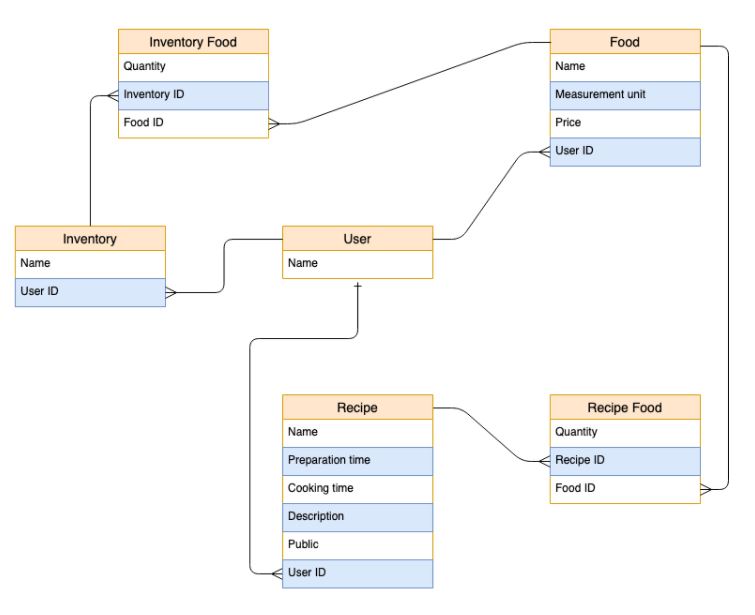 Inventory Food
Quantity
Inventory ID
Food ID
Food
Name
Measurement unit
Price
User ID
Inventory
Name
User ID
User
Name
Recipe
Name
Preparation time
Cooking time
Description
Public
User ID
Recipe Food
Quantity
Recipe ID
Food ID